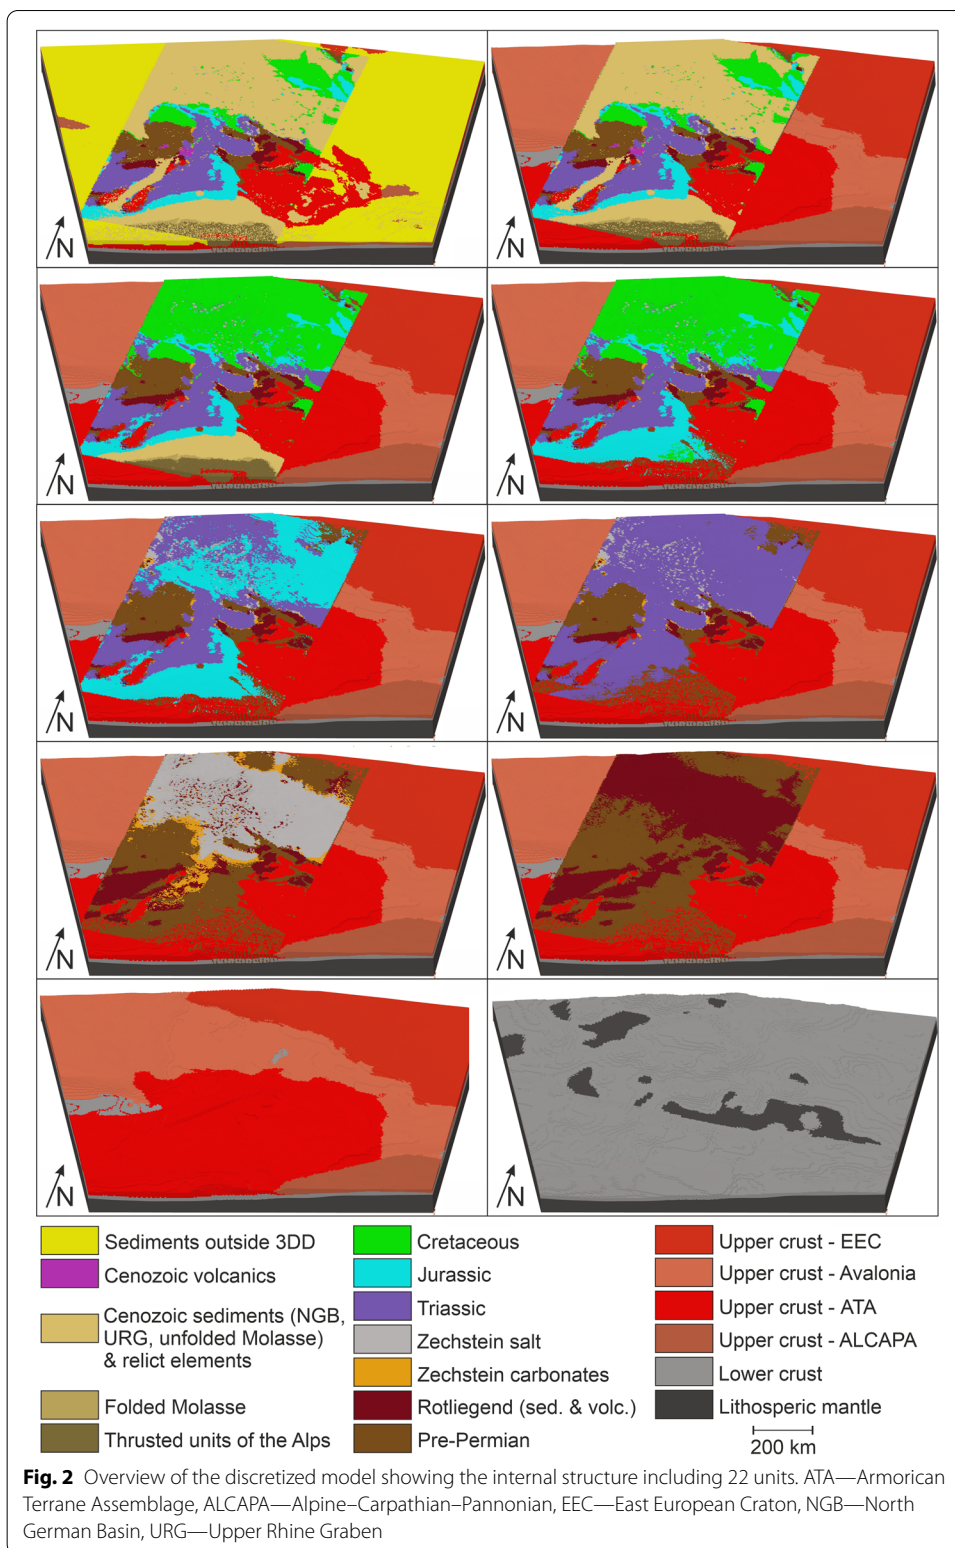 N
N
N
N
N
N
N
N
N
N
Sediments outside 3DD
Cenozoic volcanics
Cenozoic sediments (NGB,
URG, unfolded Molasse)
& relict elements
Folded Molasse
Thrusted units of the Alps
Cretaceous
Jurassic
Triassic
Zechstein salt
Zechstein carbonates
Rotliegend (sed. & volc.)
Pre-Permian
Upper crust - EEC
Upper crust - Avalonia
Upper crust - ATA
Upper crust - ALCAPA
Lower crust
Lithosperic mantle
200 km
Fig. 2 Overview of the discretized model showing the internal structure including 22 units. ATA—Armorican
Terrane Assemblage, ALCAPA—Alpine–Carpathian–Pannonian, EEC—East European Craton, NGB—North
German Basin, URG—Upper Rhine Graben